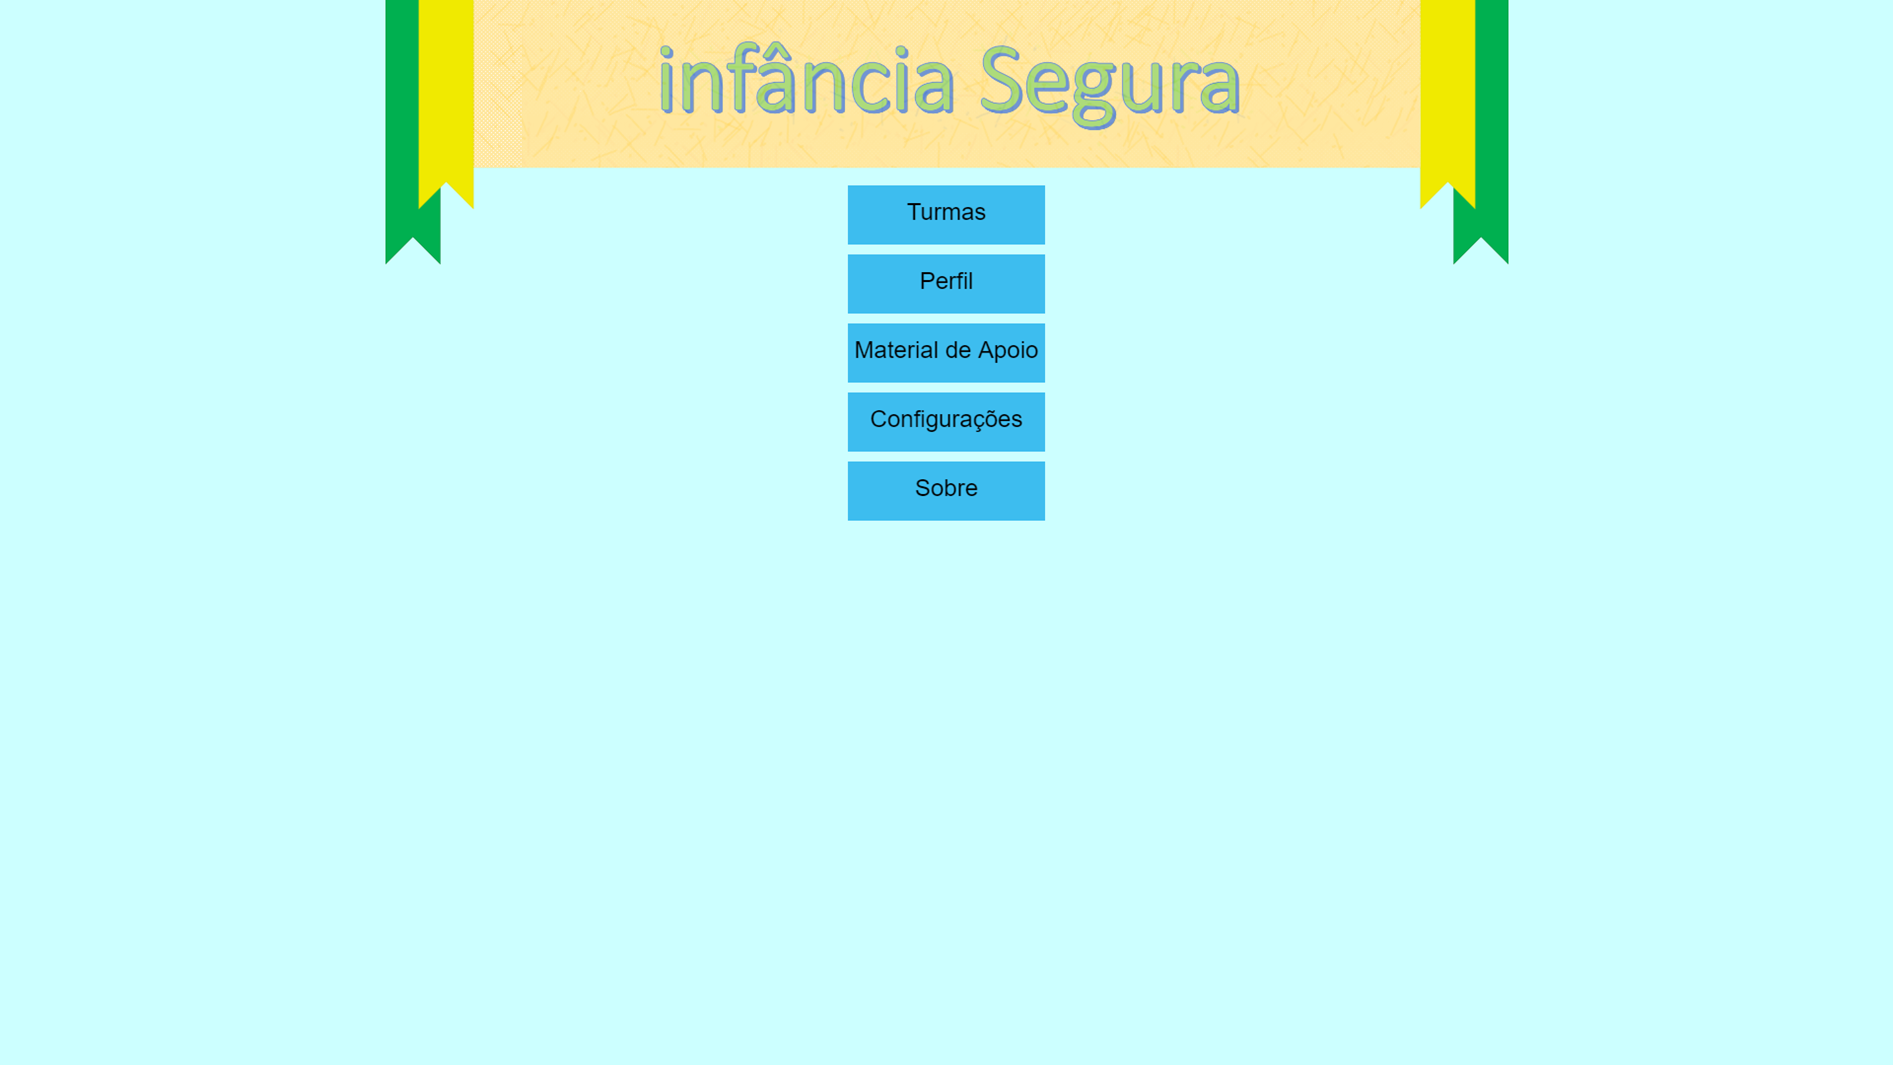 infância Segura
Turmas
Perfil
Material de Apoio
Configurações
Sobre